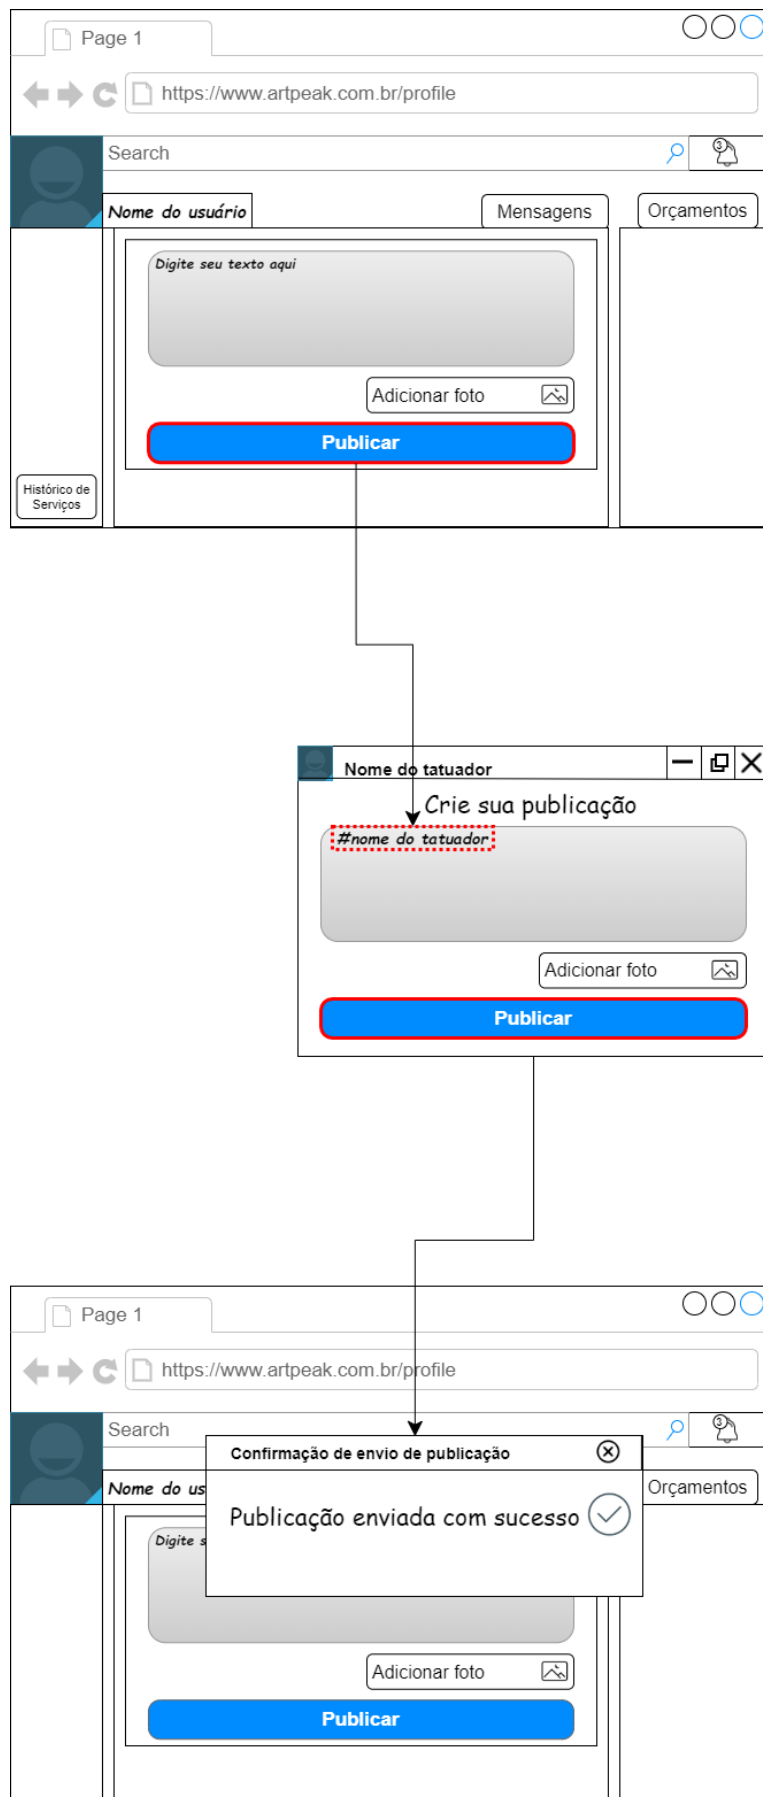 Page 1
https://www.artpeak.com.br/profile
Search
3
Nome do usuário
Mensagens
Orçamentos
Digite seu texto aqui
Adicionar foto
Publicar
Histórico de
Serviços
Nome do tatuador
Crie sua publicação
#nome do tatuador
Adicionar foto
Publicar
Page 1
https://www.artpeak.com.br/profile
Search
3
Confirmação de envio de publicação
Nome do us
Orçamentos
Publicação enviada com sucesso
Digite s
Adicionar foto
Publicar